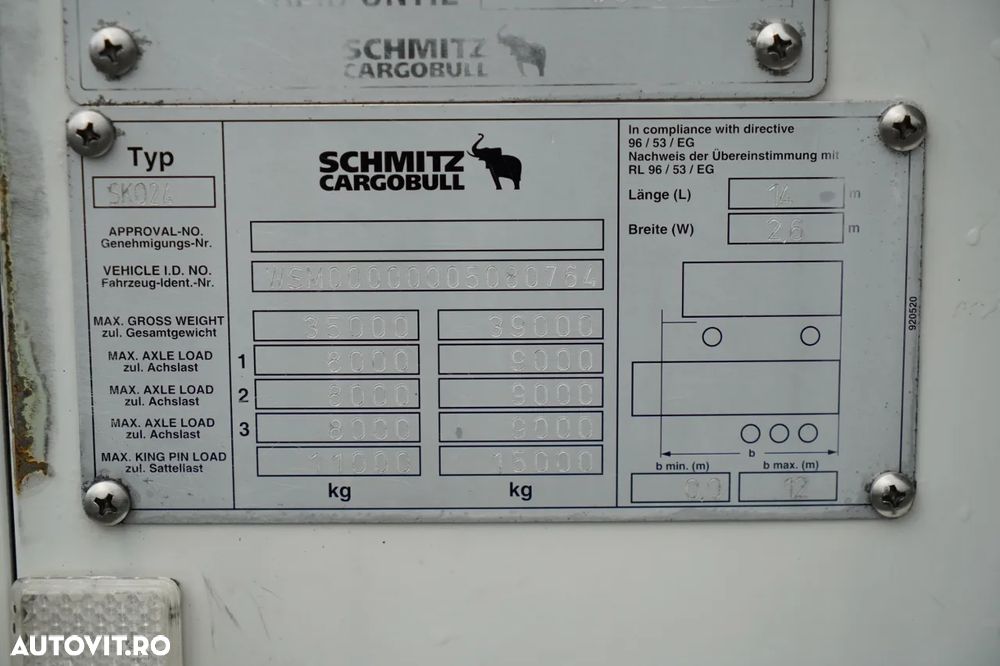 SCHMITZ
CARGOBULL
Typ
SKO24
SCHMITZ
CARGOBULL
In compliance with directive
96 / 53 / EG
Nachweis der Übereinstimmung mit
RL 96 / 53 / EG
Länge (L) 14 m
Breite (W) 2,6 m
APPROVAL-NO.
Genehmigungs-Nr.
VEHICLE I.D. NO.
Fahrzeug-Ident.-Nr.
WSM00000005080764
MAX. GROSS WEIGHT
zul. Gesamtgewicht
35000 39000
MAX. AXLE LOAD
zul. Achslast
1 8000 9000
MAX. AXLE LOAD
zul. Achslast
2 8000 9000
MAX. AXLE LOAD
zul. Achslast
3 8000 9000
MAX. KING PIN LOAD
zul. Sattellast
11000 15000
kg kg
920520
b
b min. (m) b max. (m)
0,0 12
AUTOVIT.RO